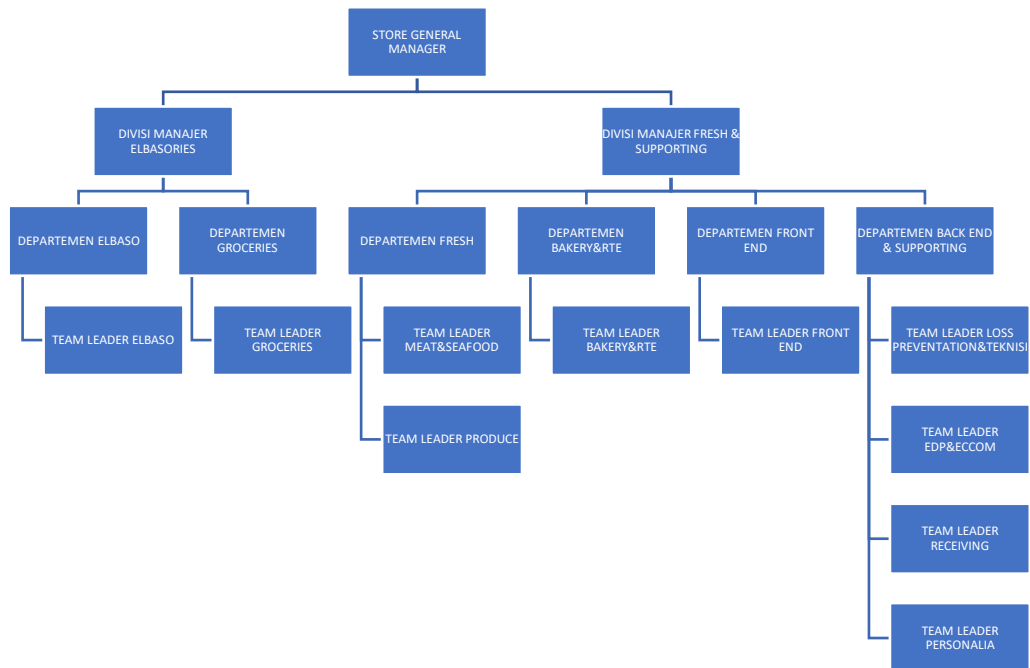 STORE GENERAL
MANAGER
DIVISI MANAJER
ELBASORIES
DIVISI MANAJER FRESH &
SUPPORTING
DEPARTEMEN ELBASO
DEPARTEMEN
GROCERIES
DEPARTEMEN FRESH
DEPARTEMEN
BAKERY&RTE
DEPARTEMEN FRONT
END
DEPARTEMEN BACK END
& SUPPORTING
TEAM LEADER ELBASO
TEAM LEADER
GROCERIES
TEAM LEADER
MEAT&SEAFOOD
TEAM LEADER
BAKERY&RTE
TEAM LEADER FRONT
END
TEAM LEADER LOSS
PREVENTATION&TEKNISI
TEAM LEADER PRODUCE
TEAM LEADER
EDP&ECCOM
TEAM LEADER
RECEIVING
TEAM LEADER
PERSONALIA